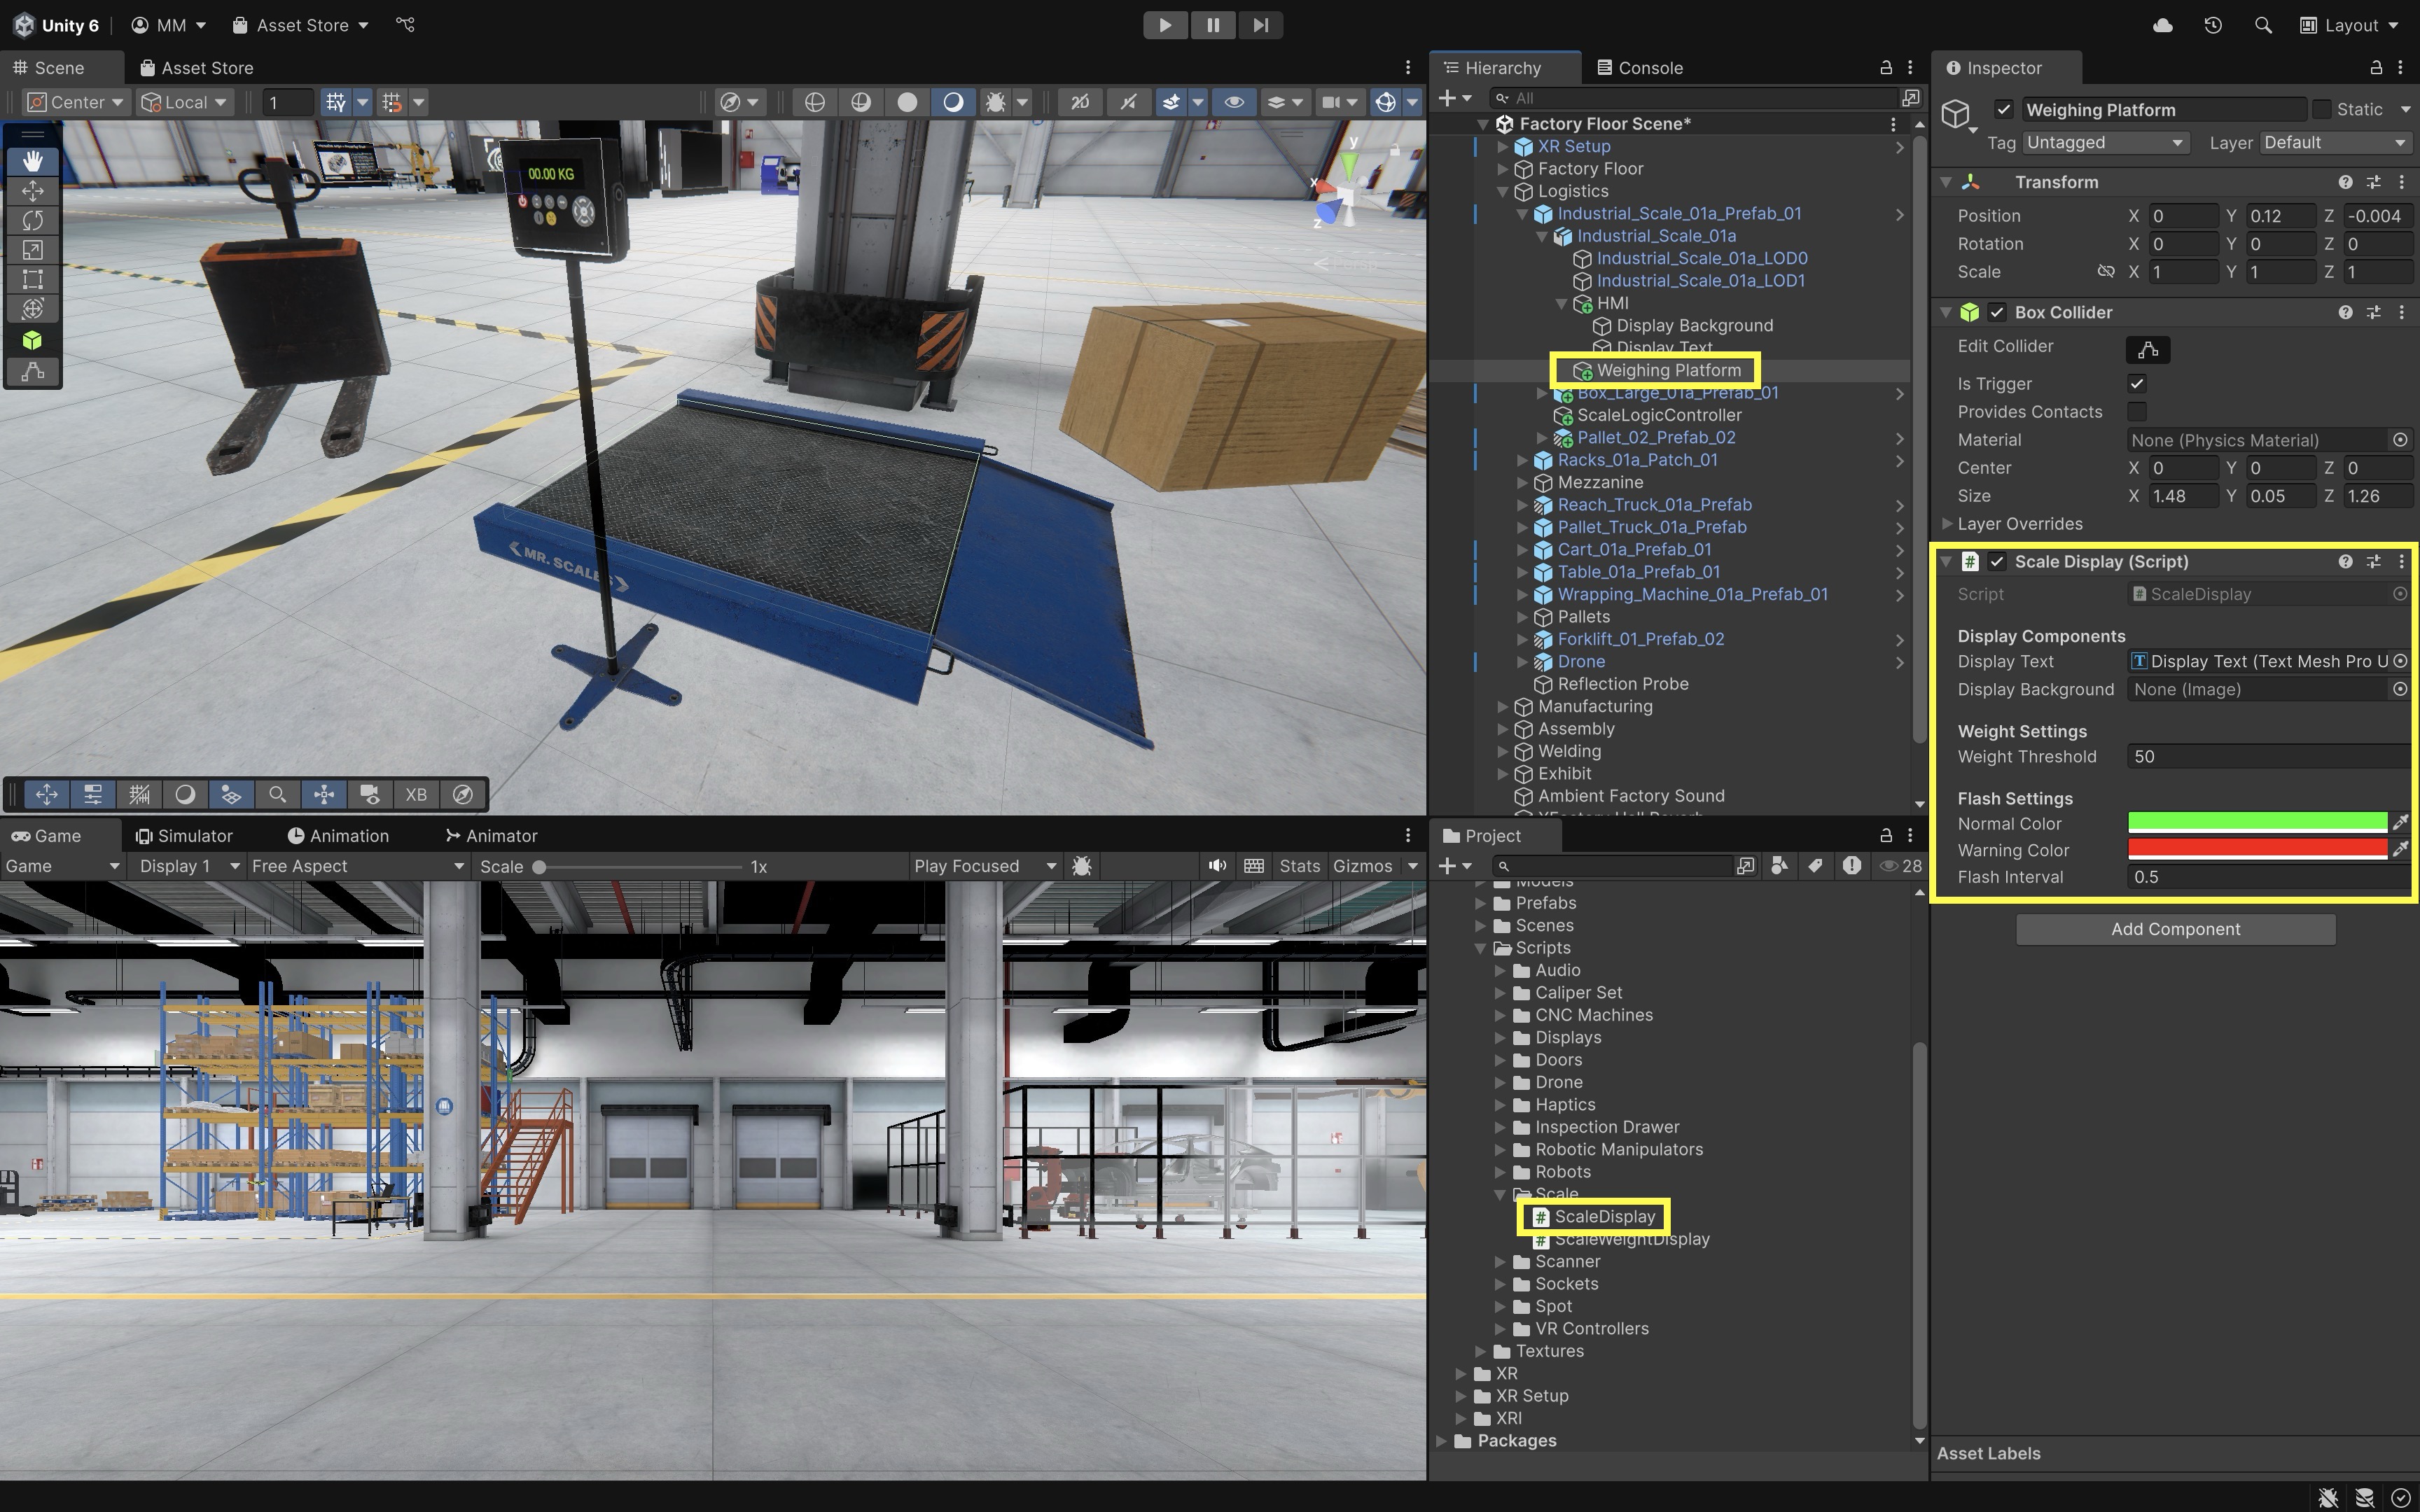 Unity 6
MM
Asset Store
Layout
Scene
Asset Store
Center
Local
1
2D
00.00 KG
y
x
z
Persp
MR. SCALES
XB
Hierarchy
Console
All
Factory Floor Scene*
XR Setup
Factory Floor
Logistics
Industrial_Scale_01a_Prefab_01
Industrial_Scale_01a
Industrial_Scale_01a_LOD0
Industrial_Scale_01a_LOD1
HMI
Display Background
Display Text
Weighing Platform
Box_Large_01a_Prefab_01
ScaleLogicController
Pallet_02_Prefab_02
Racks_01a_Patch_01
Mezzanine
Reach_Truck_01a_Prefab
Pallet_Truck_01a_Prefab
Cart_01a_Prefab_01
Table_01a_Prefab_01
Wrapping_Machine_01a_Prefab_01
Pallets
Forklift_01_Prefab_02
Drone
Reflection Probe
Manufacturing
Assembly
Welding
Exhibit
Ambient Factory Sound
XFactory Hall Reverb
Inspector
Weighing Platform
Static
Tag Untagged Layer Default
Transform
Position X 0 Y 0.12 Z -0.004
Rotation X 0 Y 0 Z 0
Scale X 1 Y 1 Z 1
Box Collider
Edit Collider
Is Trigger
Provides Contacts
Material None (Physics Material)
Center X 0 Y 0 Z 0
Size X 1.48 Y 0.05 Z 1.26
Layer Overrides
# Scale Display (Script)
Script # ScaleDisplay
Display Components
Display Text T Display Text (Text Mesh Pro U
Display Background None (Image)
Weight Settings
Weight Threshold 50
Flash Settings
Normal Color
Warning Color
Flash Interval 0.5
Add Component
Asset Labels
Game
Simulator
Animation
Animator
Game
Display 1
Free Aspect
Scale 1x
Play Focused
Stats
Gizmos
Project
28
Models
Prefabs
Scenes
Scripts
Audio
Caliper Set
CNC Machines
Displays
Doors
Drone
Haptics
Inspection Drawer
Robotic Manipulators
Robots
Scale
# ScaleDisplay
# ScaleWeightDisplay
Scanner
Sockets
Spot
VR Controllers
Textures
XR
XR Setup
XRI
Packages